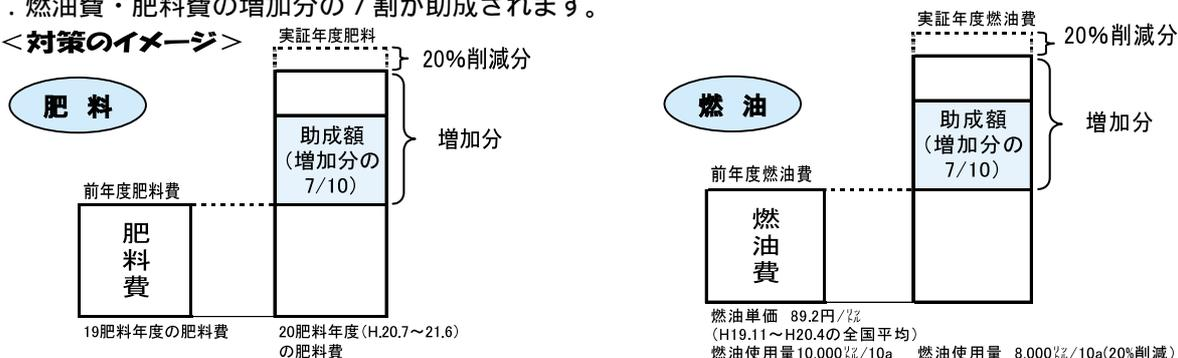 ．燃油費・肥料費の増加分の７割が助成されます。
＜対策のイメージ＞
肥 料
実証年度肥料
20%削減分
増加分
助成額
（増加分の
7/10）
前年度肥料費
肥
料
費
19肥料年度の肥料費
20肥料年度(H.20.7～21.6)
の肥料費
燃 油
実証年度燃油費
20%削減分
増加分
助成額
（増加分の
7/10）
前年度燃油費
燃
油
費
燃油単価 89.2円/㍑
(H19.11～H20.4の全国平均)
燃油使用量10,000㍑/10a
燃油使用量 8,000㍑/10a(20%削減)